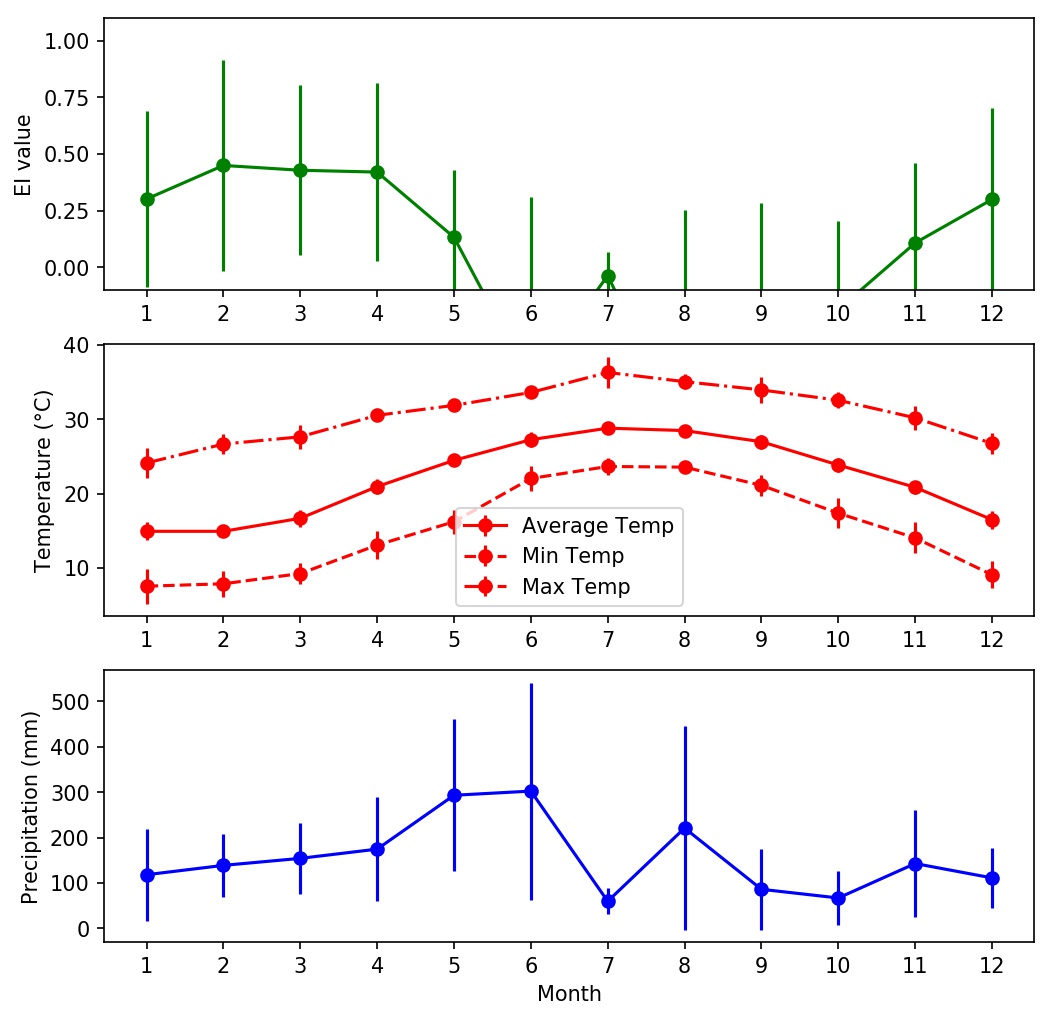 1.00
0.75
0.50
0.25
0.00
EI value
1 2 3 4 5 6 7 8 9 10 11 12
40
30
20
10
Temperature (°C)
Average Temp
Min Temp
Max Temp
1 2 3 4 5 6 7 8 9 10 11 12
500
400
300
200
100
0
Precipitation (mm)
1 2 3 4 5 6 7 8 9 10 11 12
Month